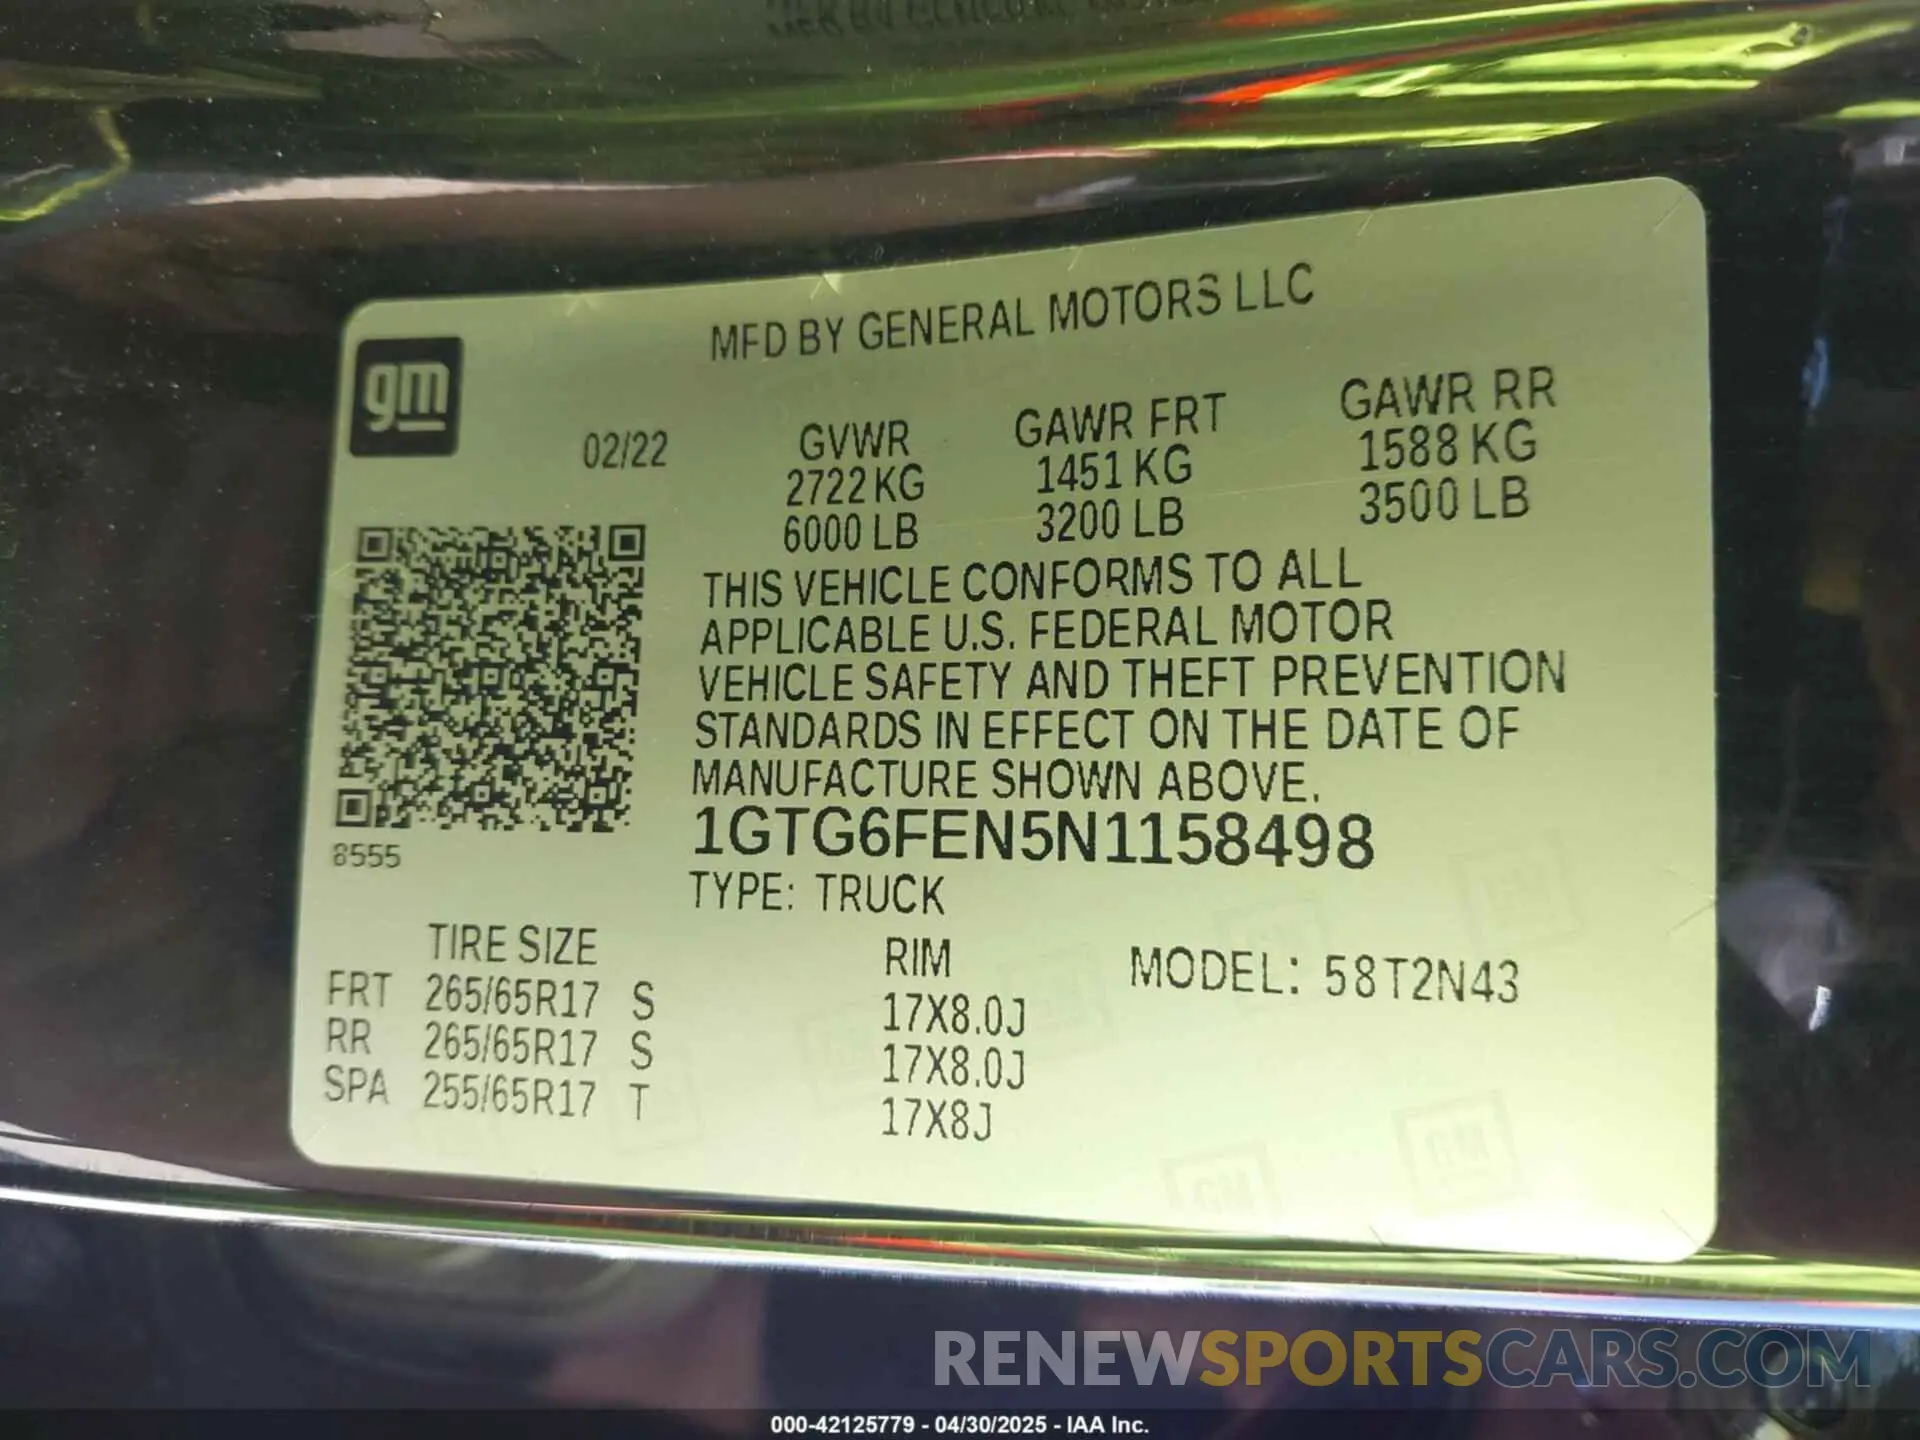 MFD BY GENERAL MOTORS LLC
gm
02/22 GVWR GAWR FRT GAWR RR
2722 KG 1451 KG 1588 KG
6000 LB 3200 LB 3500 LB
THIS VEHICLE CONFORMS TO ALL
APPLICABLE U.S. FEDERAL MOTOR
VEHICLE SAFETY AND THEFT PREVENTION
STANDARDS IN EFFECT ON THE DATE OF
MANUFACTURE SHOWN ABOVE.
1GTG6FEN5N1158498
8555
TYPE: TRUCK
TIRE SIZE RIM MODEL: 58T2N43
FRT 265/65R17 S 17X8.0J
RR 265/65R17 S 17X8.0J
SPA 255/65R17 T 17X8J
GM
GM
RENEWSPORTSCARS.COM
000-42125779 - 04/30/2025 - IAA Inc.